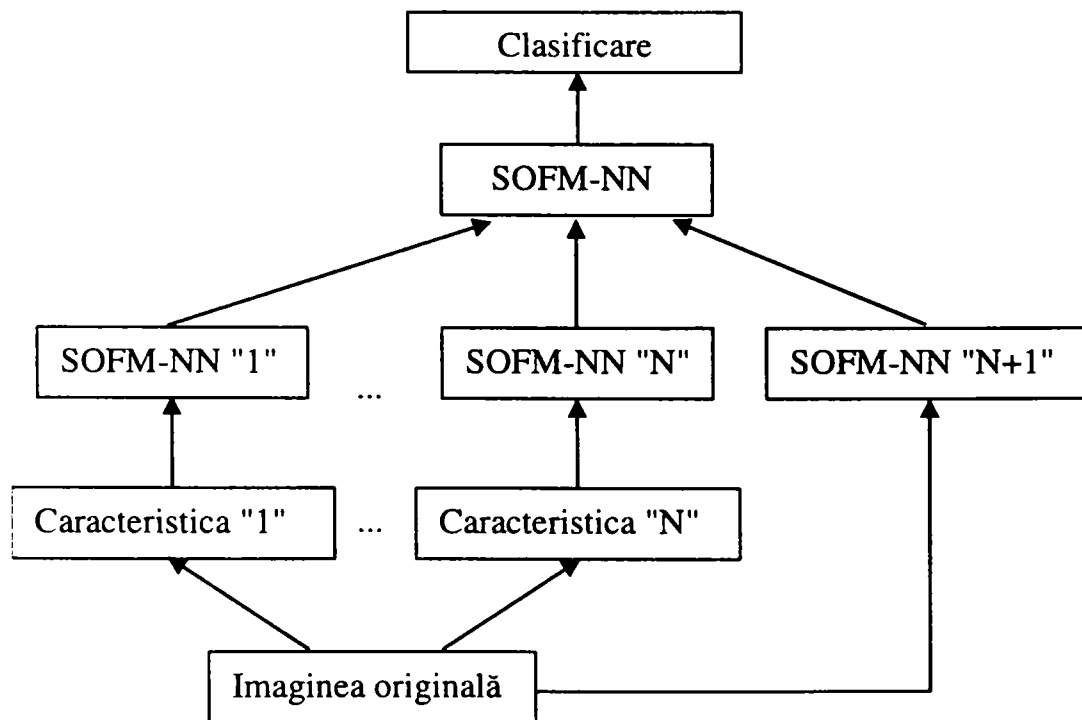 Clasificare
SOFM-NN
SOFM-NN "1"
...
SOFM-NN "N"
SOFM-NN "N+1"
Caracteristica "1"
...
Caracteristica "N"
Imaginea originală